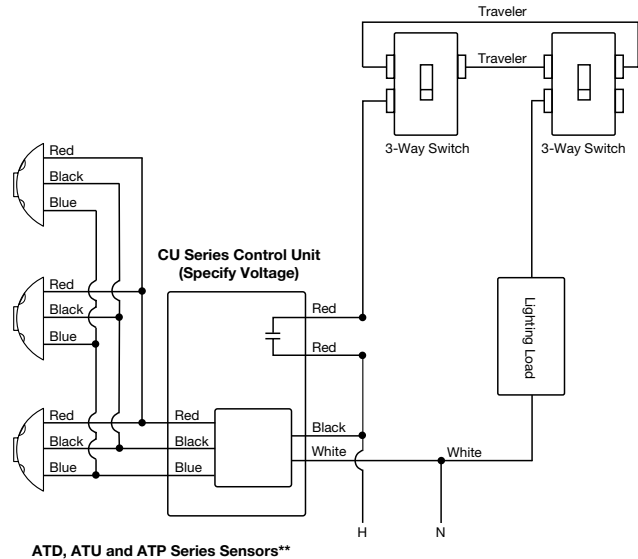 Traveler
Traveler
3-Way Switch
3-Way Switch
Red
Black
Blue
CU Series Control Unit
(Specify Voltage)
Red
Black
Blue
Red
Red
Lighting Load
Red
Black
Blue
Red
Black
Blue
Black
White
White
H
N
ATD, ATU and ATP Series Sensors**